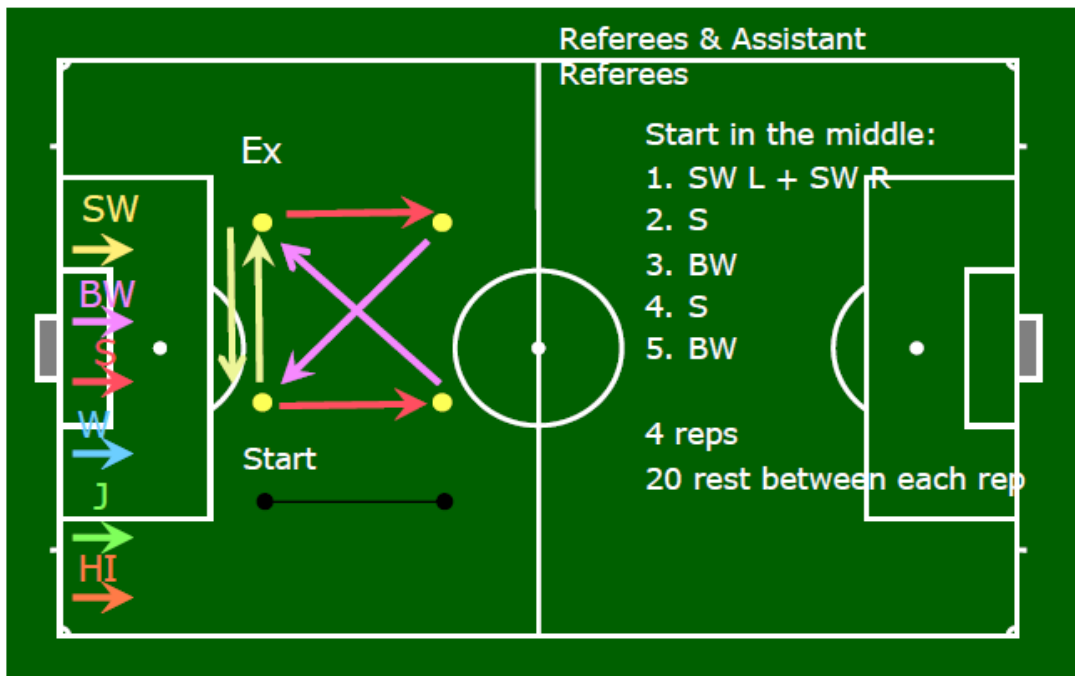 Referees & Assistant
Referees
Start in the middle:
1. SW L + SW R
2. S
3. BW
4. S
5. BW
4 reps
20 rest between each rep
Ex
Start
SW
BW
S
W
J
HI